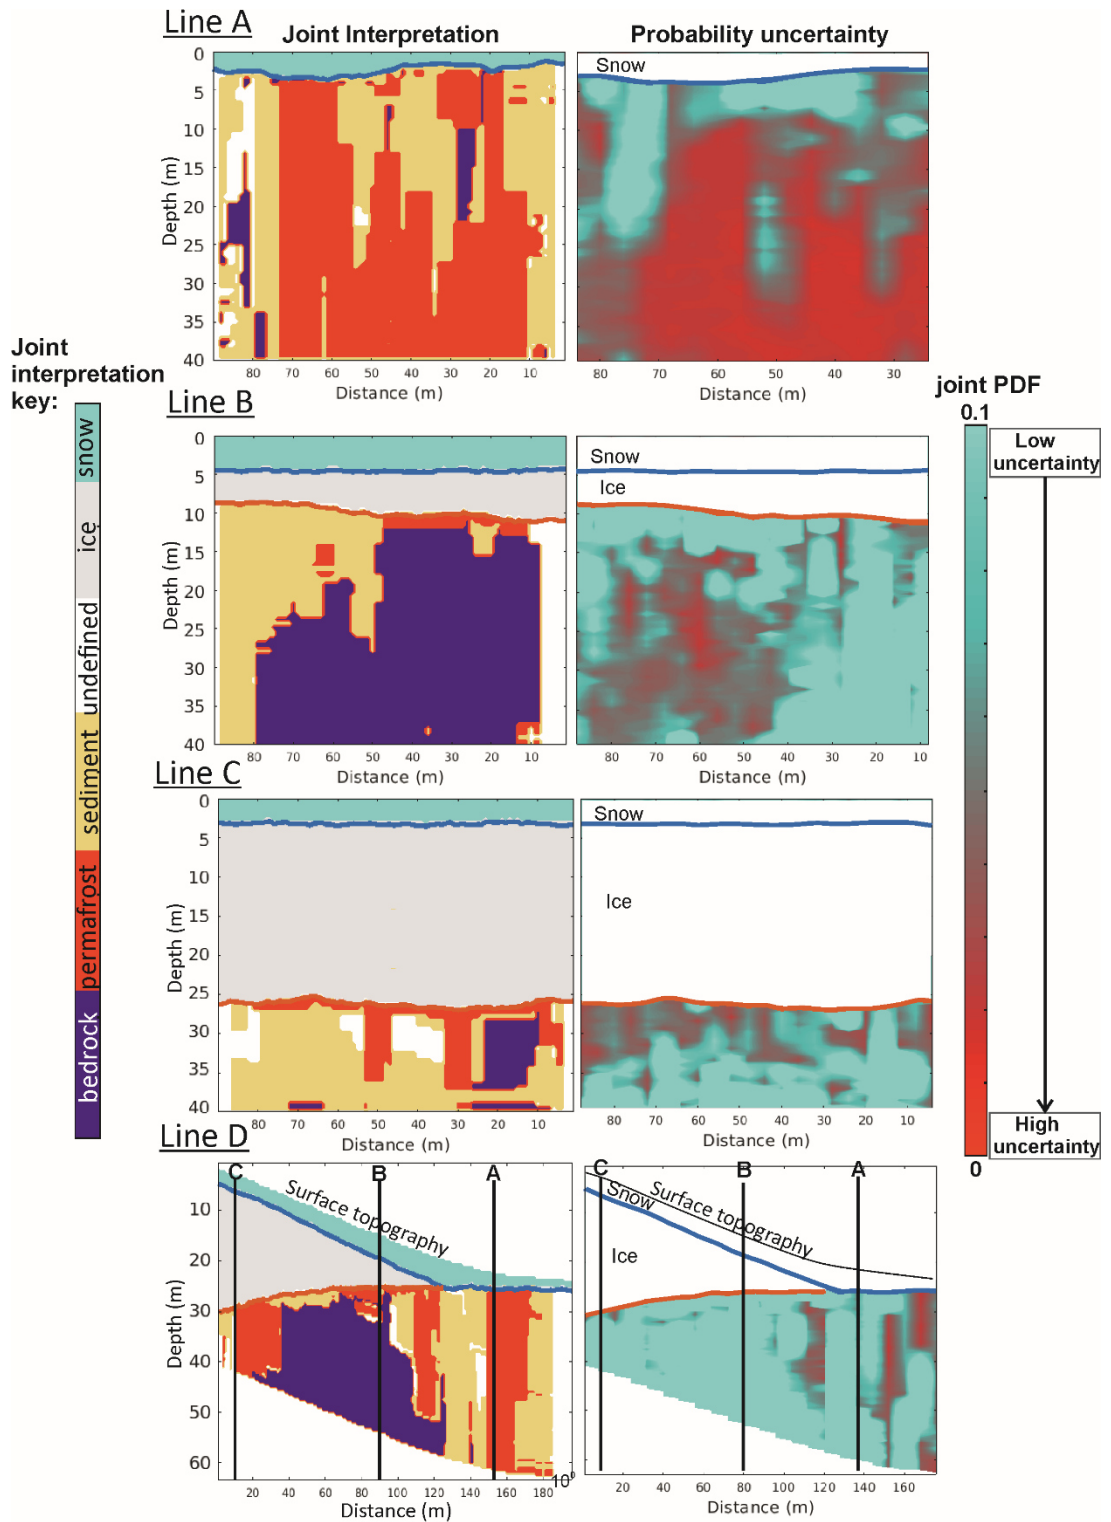 Line A
Joint Interpretation
Probability uncertainty
Snow
0
5
10
15
20
25
30
35
40
Depth (m)
80 70 60 50 40 30 20 10
Distance (m)
80 70 60 50 40 30
Distance (m)
Joint
interpretation
key:
snow
ice
undefined
sediment
permafrost
bedrock
joint PDF
0.1
Low
uncertainty
High
uncertainty
0
Line B
Snow
Ice
0
5
10
15
20
25
30
35
40
Depth (m)
80 70 60 50 40 30 20 10
Distance (m)
80 70 60 50 40 30 20 10
Distance (m)
Line C
Snow
Ice
0
5
10
15
20
25
30
35
40
Depth (m)
80 70 60 50 40 30 20 10
Distance (m)
80 70 60 50 40 30 20 10
Distance (m)
Line D
C B A
Surface topography
10
20
30
40
50
60
Depth (m)
20 40 60 80 100 120 140 160 180
10⁰
Distance (m)
C B A
Snow
Surface topography
Ice
20 40 60 80 100 120 140 160
Distance (m)